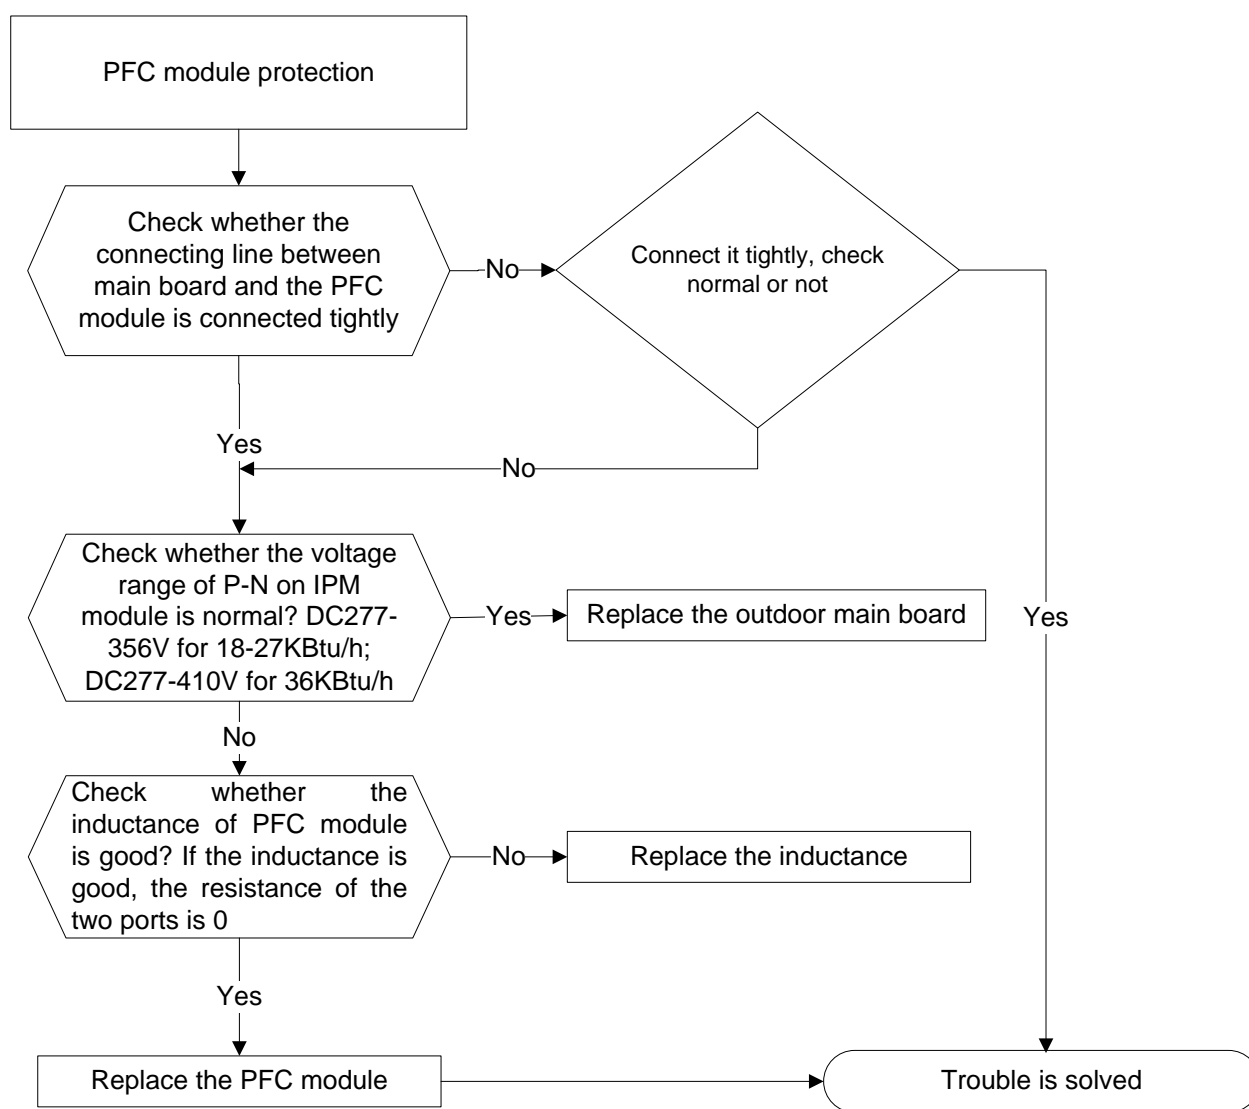 PFC module protection
Check whether the
connecting line between
main board and the PFC
module is connected tightly
No
Connect it tightly, check
normal or not
Yes
No
Check whether the voltage
range of P-N on IPM
module is normal? DC277-
356V for 18-27KBtu/h;
DC277-410V for 36KBtu/h
Yes
Replace the outdoor main board
Yes
No
Check whether the
inductance of PFC module
is good? If the inductance is
good, the resistance of the
two ports is 0
No
Replace the inductance
Yes
Replace the PFC module
Trouble is solved